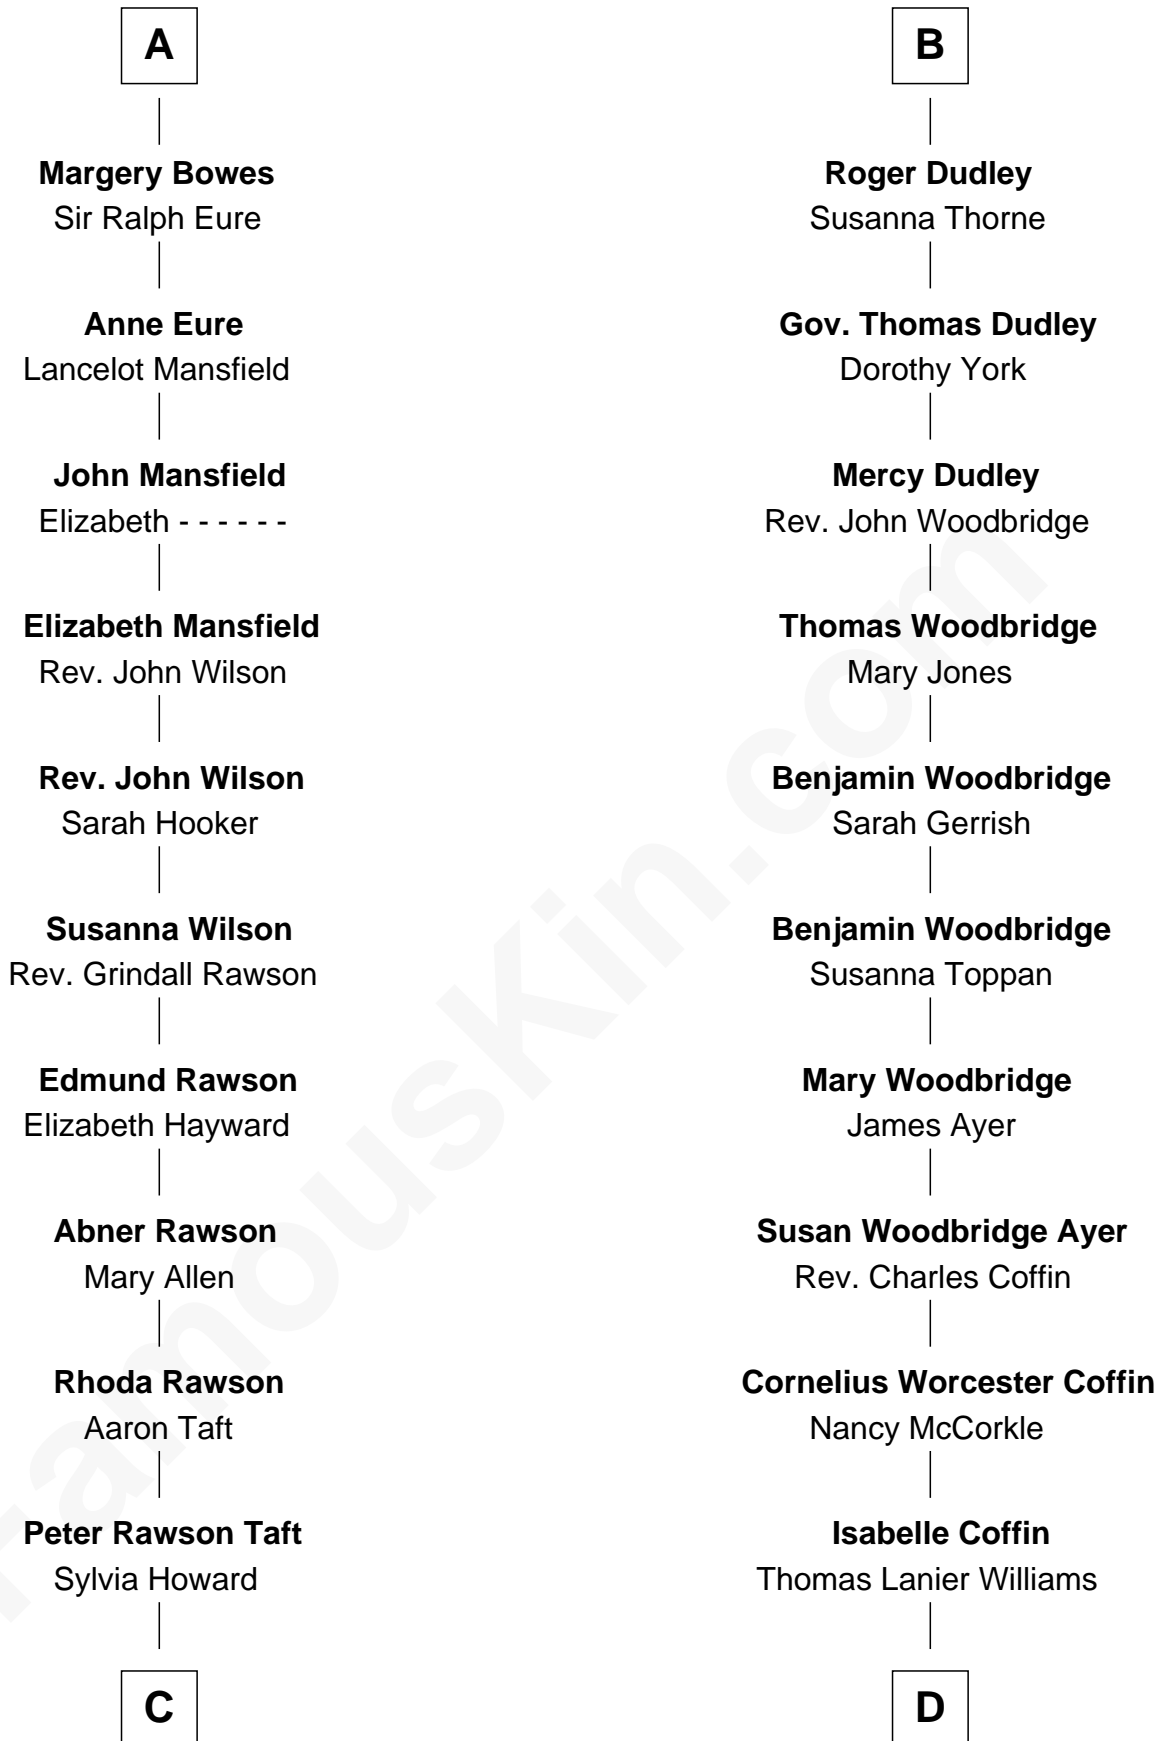 A
Margery Bowes
Sir Ralph Eure
Anne Eure
Lancelot Mansfield
John Mansfield
Elizabeth - - - - - -
Elizabeth Mansfield
Rev. John Wilson
Rev. John Wilson
Sarah Hooker
Susanna Wilson
Rev. Grindall Rawson
Edmund Rawson
Elizabeth Hayward
Abner Rawson
Mary Allen
Rhoda Rawson
Aaron Taft
Peter Rawson Taft
Sylvia Howard
C
B
Roger Dudley
Susanna Thorne
Gov. Thomas Dudley
Dorothy York
Mercy Dudley
Rev. John Woodbridge
Thomas Woodbridge
Mary Jones
Benjamin Woodbridge
Sarah Gerrish
Benjamin Woodbridge
Susanna Toppan
Mary Woodbridge
James Ayer
Susan Woodbridge Ayer
Rev. Charles Coffin
Cornelius Worcester Coffin
Nancy McCorkle
Isabelle Coffin
Thomas Lanier Williams
D
FamousKin.com